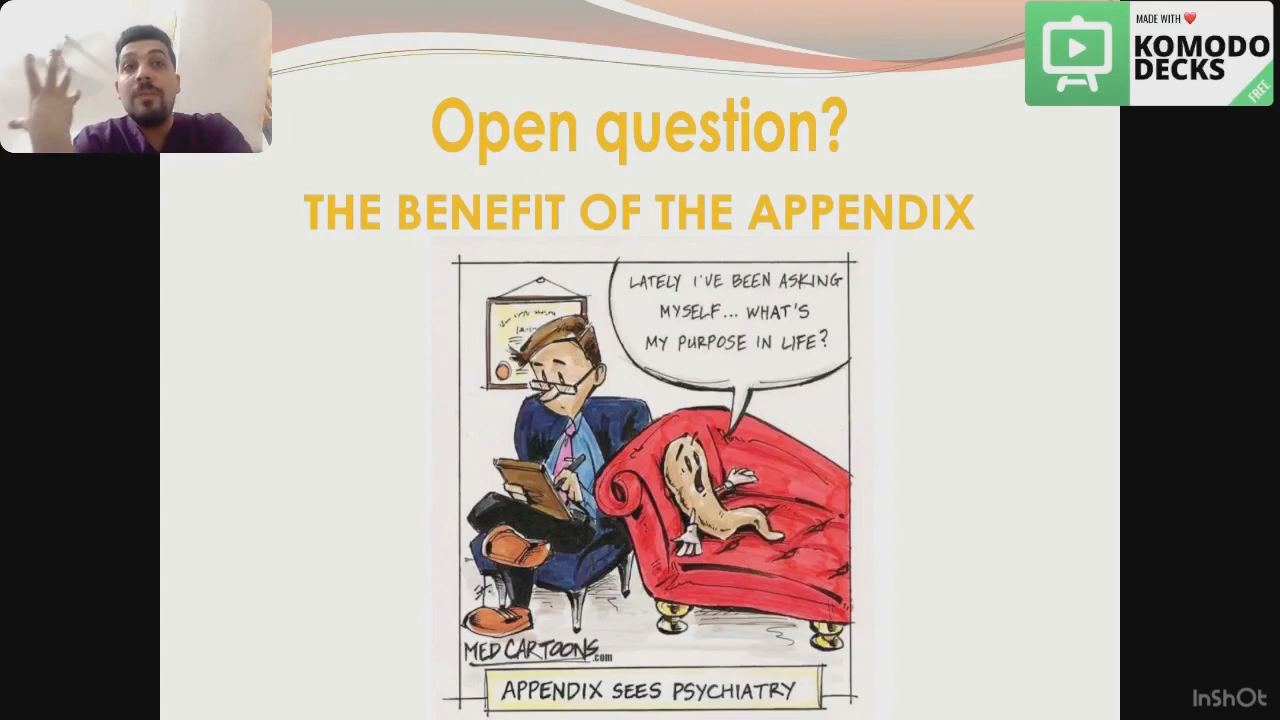 MADE WITH ❤️
KOMODO
DECKS
FREE
Open question?
THE BENEFIT OF THE APPENDIX
LATELY I'VE BEEN ASKING
MYSELF... WHAT'S
MY PURPOSE IN LIFE?
MEDCARTOONS.com
APPENDIX SEES PSYCHIATRY
InShOt